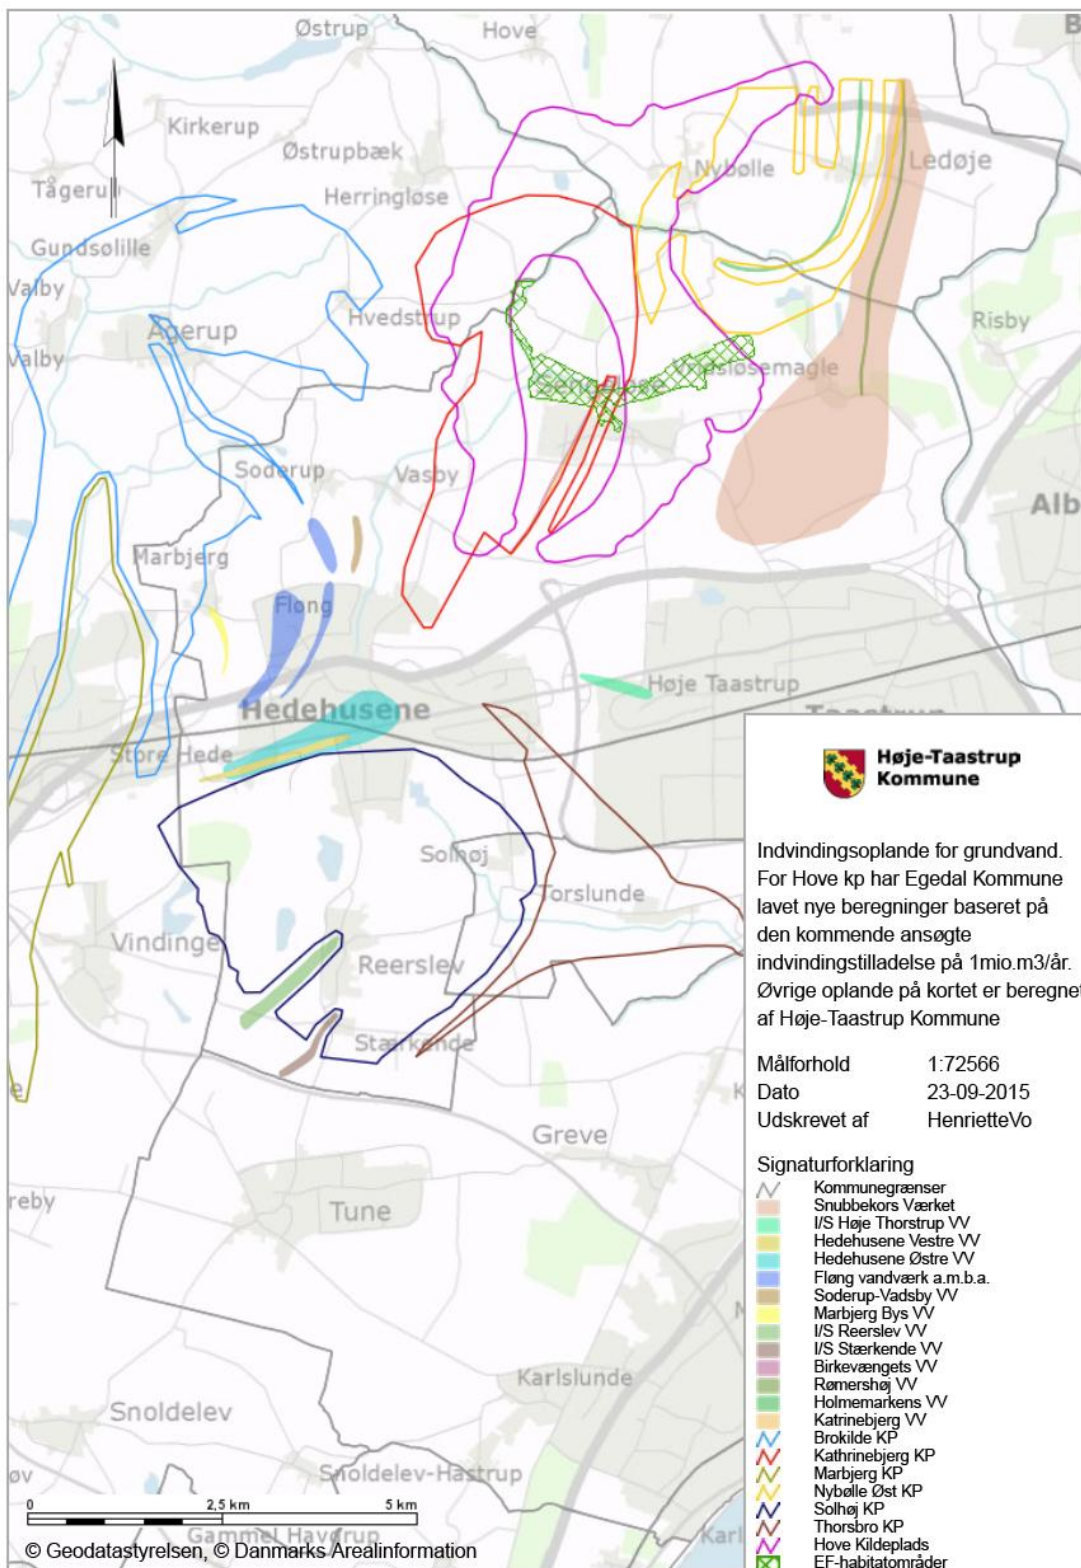 Østrup
Hove
B
Kirkerup
Østrupbæk
Nybølle
Ledøje
Tågerup
Herringløse
Gundsølille
Valby
Hvedstrup
Risby
Ågerup
Valby
Vridsløsemagle
Sengeløse
Soderup
Vasby
Alb
Marbjerg
Fløng
Høje Taastrup
Hedehusene
Taastrup
Store Hede
Solhøj
Torslunde
Vindinge
Reerslev
Stærkende
e
K
Greve
reby
Tune
Karlslunde
Snoldelev
Snoldelev-Hastrup
øv
Gammel Havdrup
Karl
0 2,5 km 5 km
© Geodatastyrelsen, © Danmarks Arealinformation
Høje-Taastrup
Kommune
Indvindingsoplande for grundvand.
For Hove kp har Egedal Kommune
lavet nye beregninger baseret på
den kommende ansøgte
indvindingstilladelse på 1mio.m3/år.
Øvrige oplande på kortet er beregnet
af Høje-Taastrup Kommune
Målforhold 1:72566
Dato 23-09-2015
Udskrevet af HenrietteVo
Signaturforklaring
Kommunegrænser
Snubbekors Værket
I/S Høje Thorstrup VV
Hedehusene Vestre VV
Hedehusene Østre VV
Fløng vandværk a.m.b.a.
Soderup-Vadsby VV
Marbjerg Bys VV
I/S Reerslev VV
I/S Stærkende VV
Birkevængets VV
Rømershøj VV
Holmemarkens VV
Katrinebjerg VV
Brokilde KP
Kathrinebjerg KP
Marbjerg KP
Nybølle Øst KP
Solhøj KP
Thorsbro KP
Hove Kildeplads
EF-habitatområder